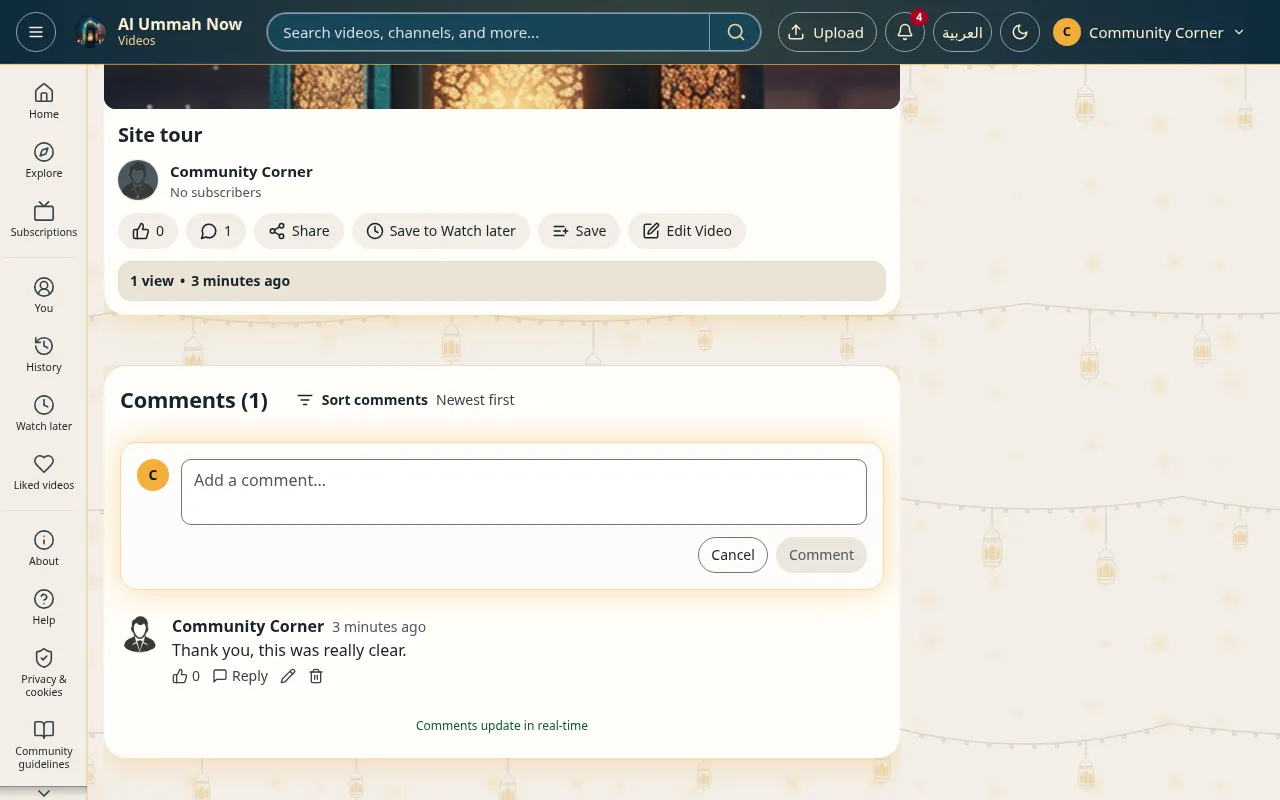 Al Ummah Now
Videos
Search videos, channels, and more...
Upload
4
العربية
C
Community Corner
Home
Explore
Subscriptions
You
History
Watch later
Liked videos
About
Help
Privacy &
cookies
Community
guidelines
Site tour
Community Corner
No subscribers
0
1
Share
Save to Watch later
Save
Edit Video
1 view • 3 minutes ago
Comments (1)
Sort comments Newest first
C
Add a comment...
Cancel
Comment
Community Corner 3 minutes ago
Thank you, this was really clear.
0
Reply
Comments update in real-time